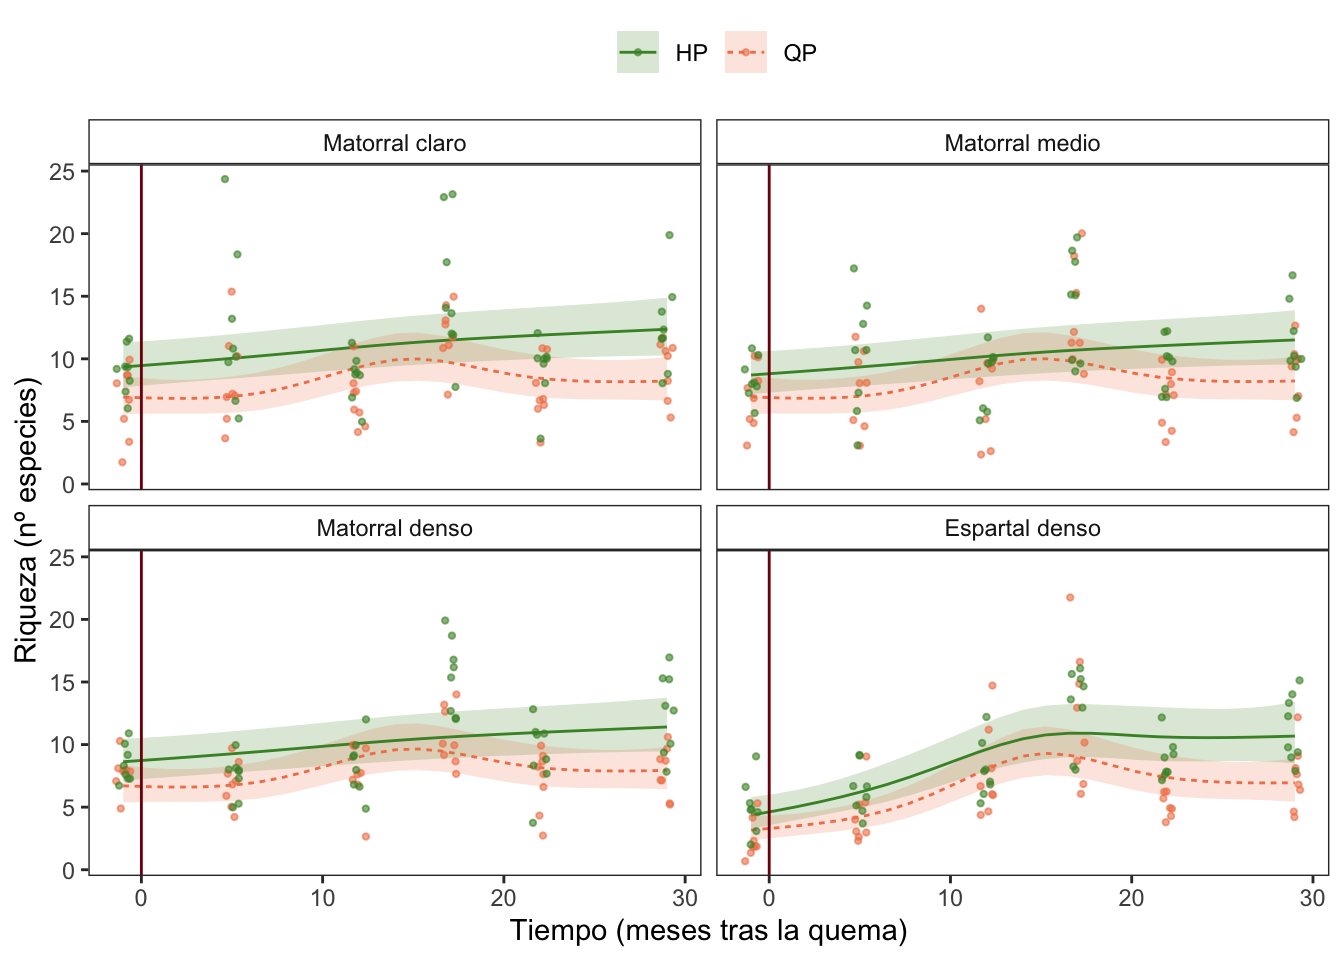 HP QP
Matorral claro
Matorral medio
25
20
15
10
5
0
Matorral denso
Espartal denso
25
20
15
10
5
0
0 10 20 30
0 10 20 30
Riqueza (nº especies)
Tiempo (meses tras la quema)